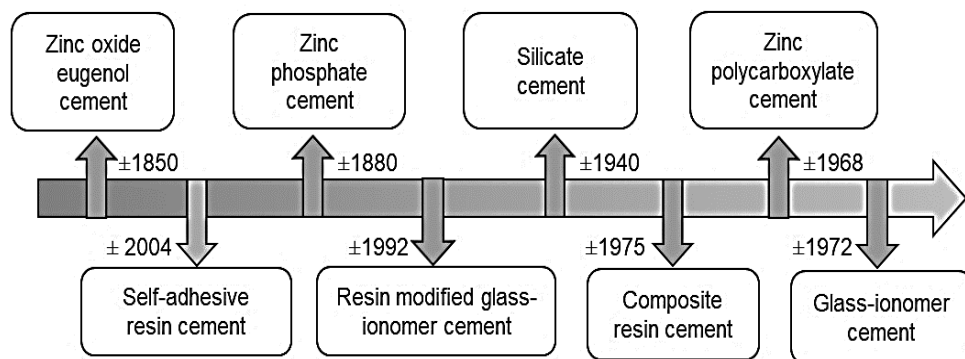 Zinc oxide
eugenol
cement
Zinc
phosphate
cement
Silicate
cement
Zinc
polycarboxylate
cement
±1850
±1880
±1940
±1968
± 2004
±1992
±1975
±1972
Self-adhesive
resin cement
Resin modified glass-
ionomer cement
Composite
resin cement
Glass-ionomer
cement